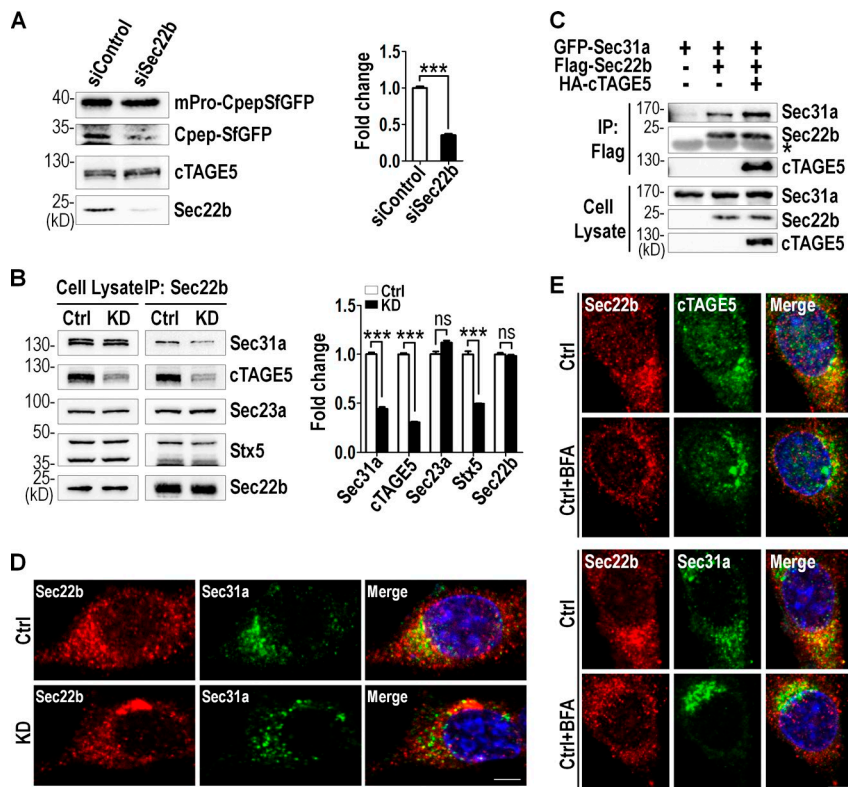 A
siControl
siSec22b
40-
mPro-CpepSfGFP
35-
Cpep-SfGFP
130-
cTAGE5
25-
(kD)
Sec22b
Fold change
1.5
1.0
0.5
0.0
***
siControl
siSec22b
B
Cell Lysate IP: Sec22b
Ctrl KD Ctrl KD
130-
Sec31a
130-
cTAGE5
100-
Sec23a
50-
35-
Stx5
25-
(kD)
Sec22b
Ctrl
KD
Fold change
1.5
1.0
0.5
0.0
*** *** ns *** ns
Sec31a
cTAGE5
Sec23a
Stx5
Sec22b
C
GFP-Sec31a + + +
Flag-Sec22b - + +
HA-cTAGE5 - - +
IP:
Flag
170-
Sec31a
25-
Sec22b
*
130-
cTAGE5
Cell
Lysate
170-
Sec31a
25-
Sec22b
130-
(kD)
cTAGE5
D
Ctrl
Sec22b Sec31a Merge
KD
Sec22b Sec31a Merge
E
Sec22b cTAGE5 Merge
Ctrl
Ctrl+BFA
Sec22b Sec31a Merge
Ctrl
Ctrl+BFA